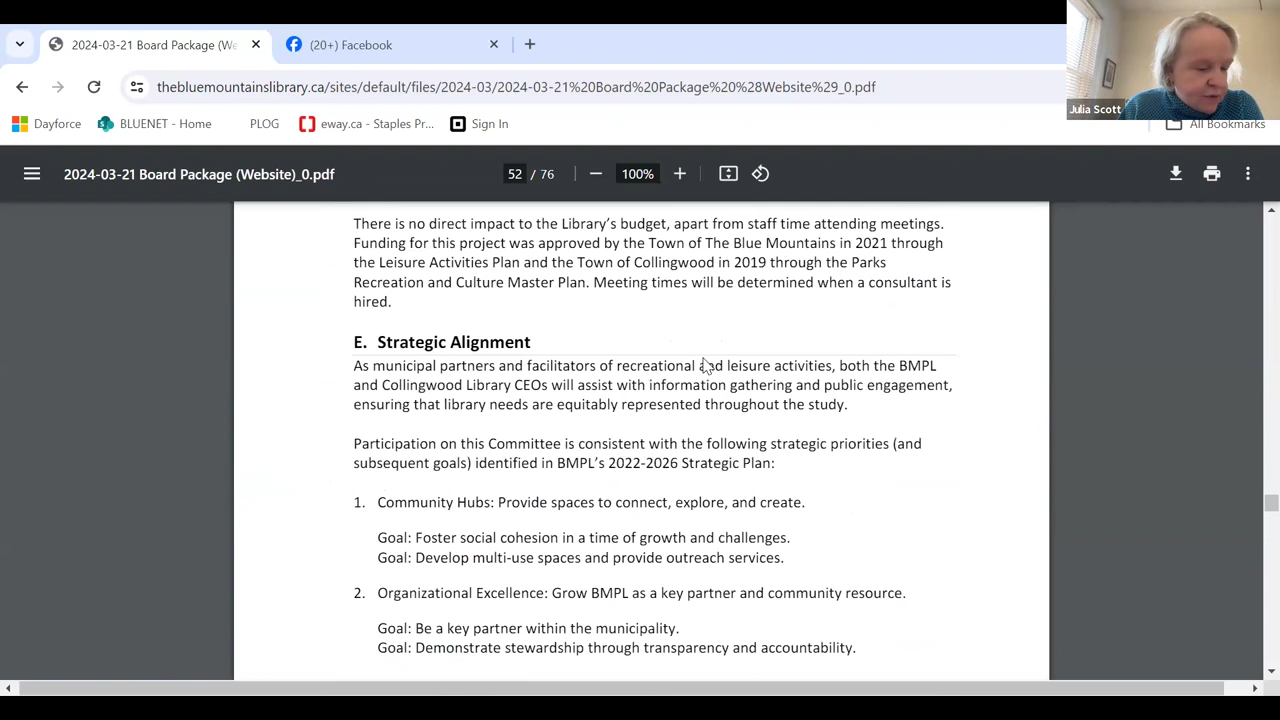 2024-03-21 Board Package (We
(20+) Facebook
thebluemountainslibrary.ca/sites/default/files/2024-03/2024-03-21%20Board%20Package%20%28Website%29_0.pdf
Julia Scott
Dayforce
BLUENET - Home
PLOG
eway.ca - Staples Pr...
Sign In
All Bookmarks
2024-03-21 Board Package (Website)_0.pdf
52 / 76
100%
There is no direct impact to the Library's budget, apart from staff time attending meetings.
Funding for this project was approved by the Town of The Blue Mountains in 2021 through
the Leisure Activities Plan and the Town of Collingwood in 2019 through the Parks
Recreation and Culture Master Plan. Meeting times will be determined when a consultant is
hired.
E. Strategic Alignment
As municipal partners and facilitators of recreational and leisure activities, both the BMPL
and Collingwood Library CEOs will assist with information gathering and public engagement,
ensuring that library needs are equitably represented throughout the study.
Participation on this Committee is consistent with the following strategic priorities (and
subsequent goals) identified in BMPL's 2022-2026 Strategic Plan:
1. Community Hubs: Provide spaces to connect, explore, and create.
Goal: Foster social cohesion in a time of growth and challenges.
Goal: Develop multi-use spaces and provide outreach services.
2. Organizational Excellence: Grow BMPL as a key partner and community resource.
Goal: Be a key partner within the municipality.
Goal: Demonstrate stewardship through transparency and accountability.